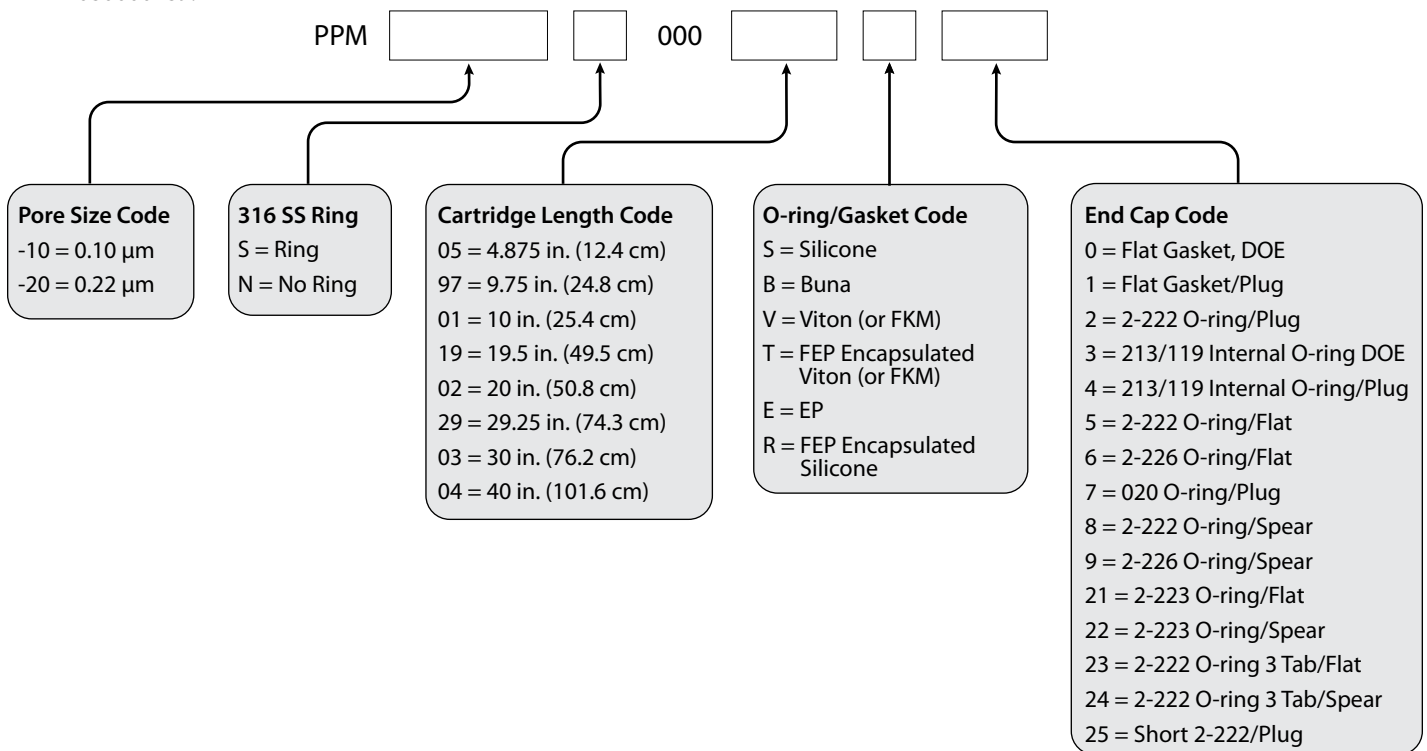 PPM 000
Pore Size Code
-10 = 0.10 µm
-20 = 0.22 µm
316 SS Ring
S = Ring
N = No Ring
Cartridge Length Code
05 = 4.875 in. (12.4 cm)
97 = 9.75 in. (24.8 cm)
01 = 10 in. (25.4 cm)
19 = 19.5 in. (49.5 cm)
02 = 20 in. (50.8 cm)
29 = 29.25 in. (74.3 cm)
03 = 30 in. (76.2 cm)
04 = 40 in. (101.6 cm)
O-ring/Gasket Code
S = Silicone
B = Buna
V = Viton (or FKM)
T = FEP Encapsulated
Viton (or FKM)
E = EP
R = FEP Encapsulated
Silicone
End Cap Code
0 = Flat Gasket, DOE
1 = Flat Gasket/Plug
2 = 2-222 O-ring/Plug
3 = 213/119 Internal O-ring DOE
4 = 213/119 Internal O-ring/Plug
5 = 2-222 O-ring/Flat
6 = 2-226 O-ring/Flat
7 = 020 O-ring/Plug
8 = 2-222 O-ring/Spear
9 = 2-226 O-ring/Spear
21 = 2-223 O-ring/Flat
22 = 2-223 O-ring/Spear
23 = 2-222 O-ring 3 Tab/Flat
24 = 2-222 O-ring 3 Tab/Spear
25 = Short 2-222/Plug